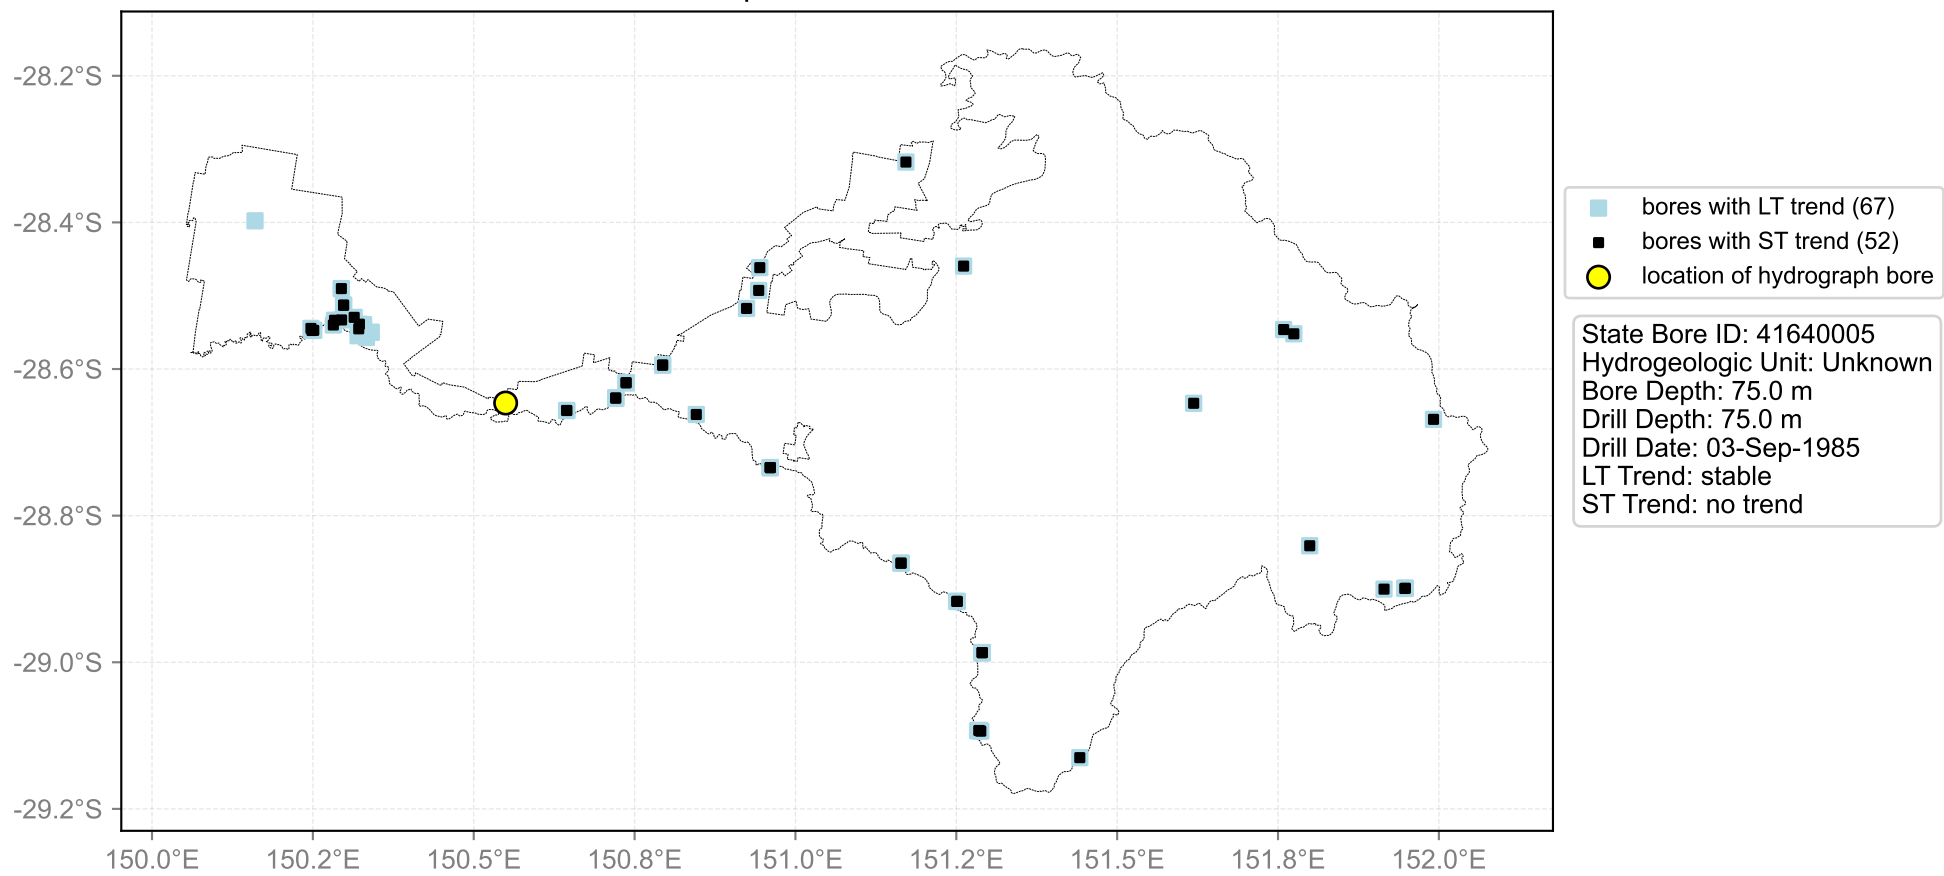 -28.2°S
-28.4°S
-28.6°S
-28.8°S
-29.0°S
-29.2°S
150.0°E
150.2°E
150.5°E
150.8°E
151.0°E
151.2°E
151.5°E
151.8°E
152.0°E
bores with LT trend (67)
bores with ST trend (52)
location of hydrograph bore
State Bore ID: 41640005
Hydrogeologic Unit: Unknown
Bore Depth: 75.0 m
Drill Depth: 75.0 m
Drill Date: 03-Sep-1985
LT Trend: stable
ST Trend: no trend